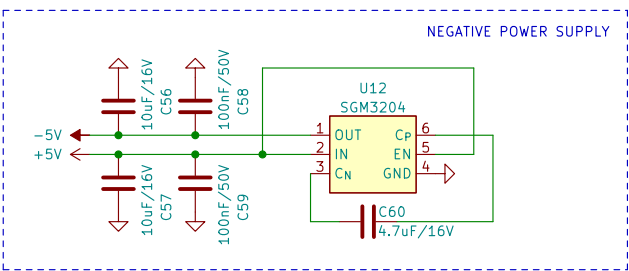 NEGATIVE POWER SUPPLY
10uF/16V
C56
100nF/50V
C58
U12
SGM3204
-5V
+5V
1 OUT
2 IN
3 CN
CP 6
EN 5
GND 4
10uF/16V
C57
100nF/50V
C59
C60
4.7uF/16V